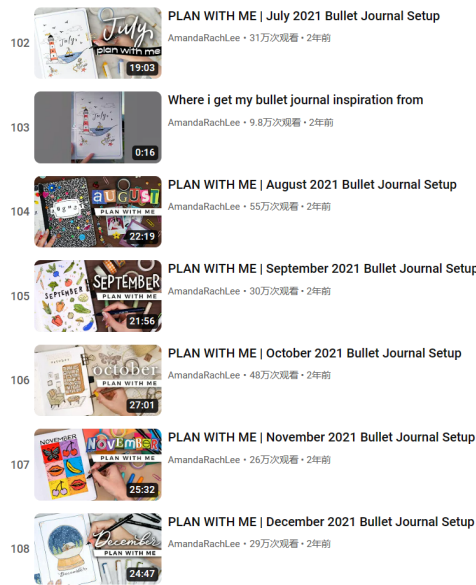 102
July
plan with me
19:03
PLAN WITH ME | July 2021 Bullet Journal Setup
AmandaRachLee • 31万次观看 • 2年前
103
July
0:16
Where i get my bullet journal inspiration from
AmandaRachLee • 9.8万次观看 • 2年前
104
August
AUGUST
PLAN WITH ME
22:19
PLAN WITH ME | August 2021 Bullet Journal Setup
AmandaRachLee • 55万次观看 • 2年前
105
SEPTEMBER
SEPTEMBER
PLAN WITH ME
21:56
PLAN WITH ME | September 2021 Bullet Journal Setup
AmandaRachLee • 30万次观看 • 2年前
106
october
PLAN WITH ME
27:01
PLAN WITH ME | October 2021 Bullet Journal Setup
AmandaRachLee • 48万次观看 • 2年前
107
NOVEMBER
NOVEMBER
PLAN WITH ME
25:32
PLAN WITH ME | November 2021 Bullet Journal Setup
AmandaRachLee • 26万次观看 • 2年前
108
December
December
PLAN WITH ME
24:47
PLAN WITH ME | December 2021 Bullet Journal Setup
AmandaRachLee • 29万次观看 • 2年前